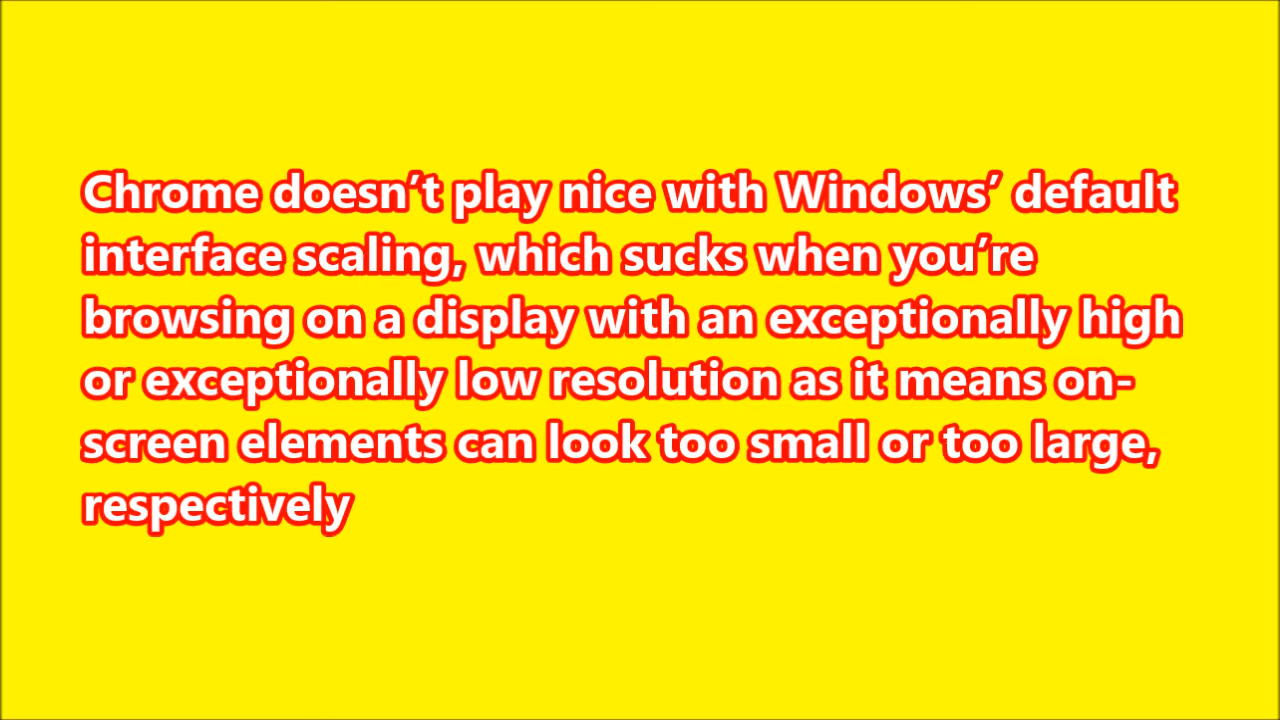 Chrome doesn’t play nice with Windows’ default
interface scaling, which sucks when you’re
browsing on a display with an exceptionally high
or exceptionally low resolution as it means on-
screen elements can look too small or too large,
respectively